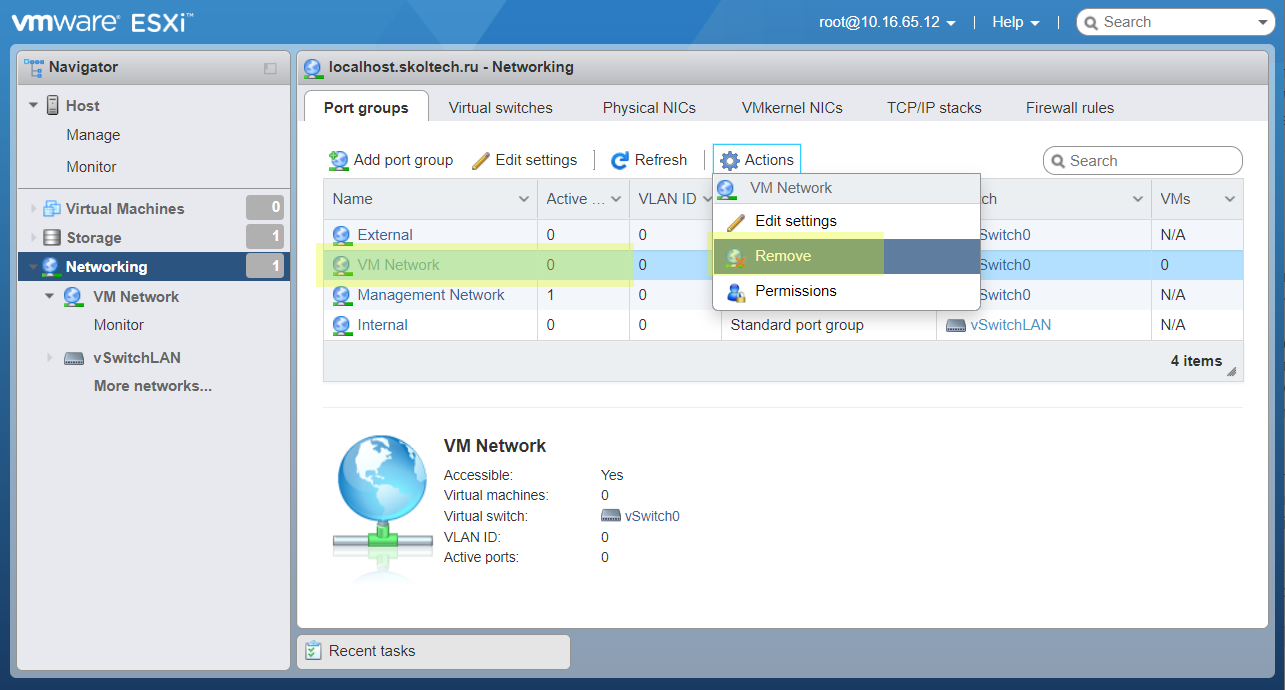 vmware® ESXi™
root@10.16.65.12 | Help | Search
Navigator
Host
Manage
Monitor
Virtual Machines 0
Storage 1
Networking 1
VM Network
Monitor
vSwitchLAN
More networks...
localhost.skoltech.ru - Networking
Port groups Virtual switches Physical NICs VMkernel NICs TCP/IP stacks Firewall rules
Add port group Edit settings | Refresh | Actions Search
Name Active ... VLAN ID ch VMs
VM Network
Edit settings
Remove
Permissions
External 0 0 Switch0 N/A
VM Network 0 0 Switch0 0
Management Network 1 0 Switch0 N/A
Internal 0 0 Standard port group vSwitchLAN N/A
4 items
VM Network
Accessible: Yes
Virtual machines: 0
Virtual switch: vSwitch0
VLAN ID: 0
Active ports: 0
Recent tasks